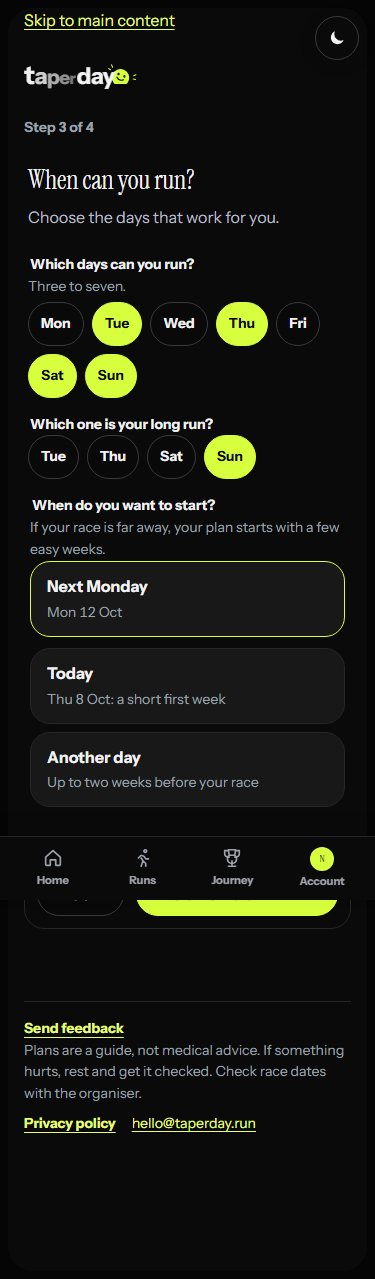 Skip to main content
taperday
Step 3 of 4
When can you run?
Choose the days that work for you.
Which days can you run?
Three to seven.
Mon Tue Wed Thu Fri
Sat Sun
Which one is your long run?
Tue Thu Sat Sun
When do you want to start?
If your race is far away, your plan starts with a few
easy weeks.
Next Monday
Mon 12 Oct
Today
Thu 8 Oct: a short first week
Another day
Up to two weeks before your race
Home Runs Journey N Account
Send feedback
Plans are a guide, not medical advice. If something
hurts, rest and get it checked. Check race dates
with the organiser.
Privacy policy hello@taperday.run